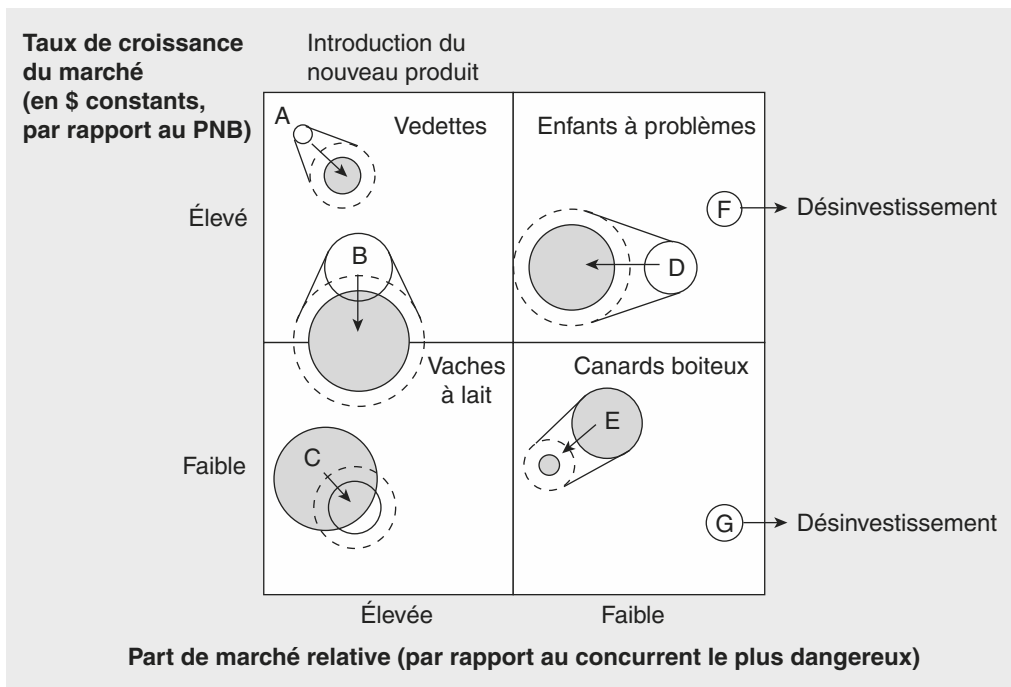 Taux de croissance
du marché
(en $ constants,
par rapport au PNB)
Introduction du
nouveau produit
A
Vedettes
Enfants à problèmes
Élevé
F
Désinvestissement
B
D
Vaches
à lait
Canards boiteux
E
Faible
C
G
Désinvestissement
Élevée
Faible
Part de marché relative (par rapport au concurrent le plus dangereux)